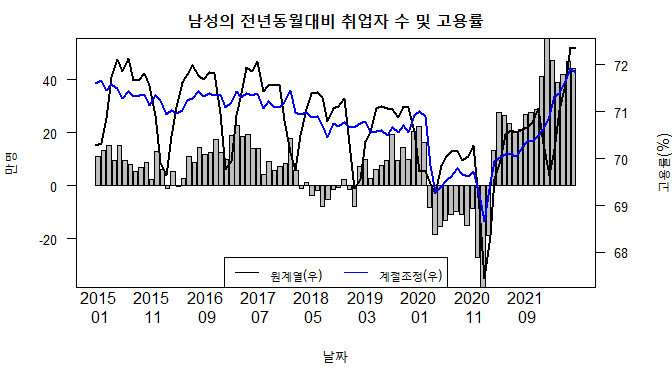 남성의 전년동월대비 취업자 수 및 고용률
만명
40
20
0
-20
72
71
70
69
68
고용률(%)
원계열(우) 계절조정(우)
2015 2015 2016 2017 2018 2019 2020 2020 2021
01 11 09 07 05 03 01 11 09
날짜